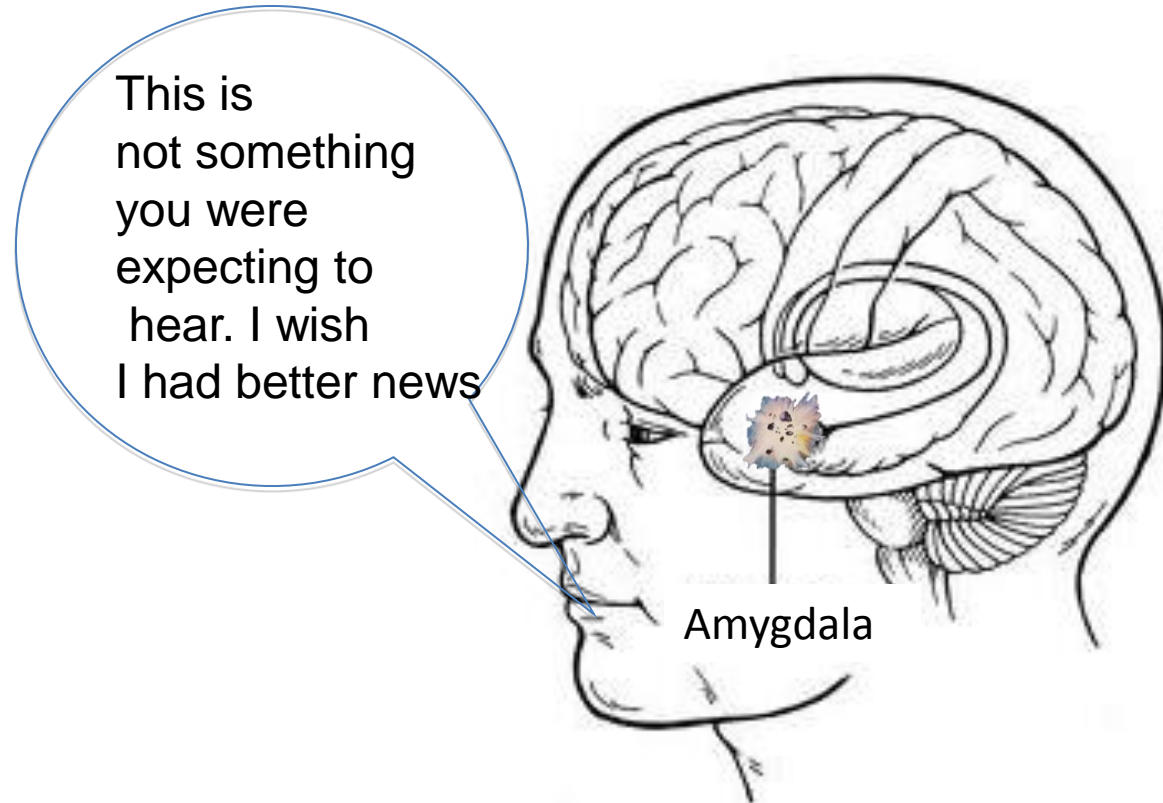 This is
not something
you were
expecting to
hear. I wish
I had better news
Amygdala